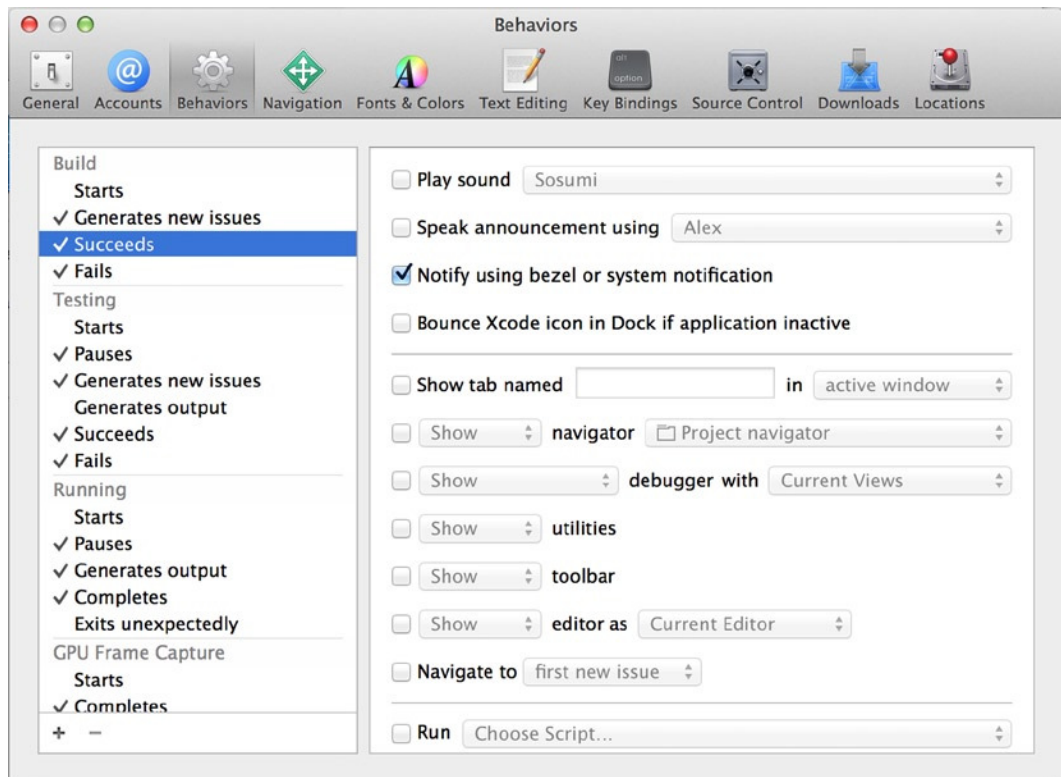 Behaviors
General Accounts Behaviors Navigation Fonts & Colors Text Editing Key Bindings Source Control Downloads Locations
alt
option
Build
Starts
Generates new issues
Succeeds
Fails
Testing
Starts
Pauses
Generates new issues
Generates output
Succeeds
Fails
Running
Starts
Pauses
Generates output
Completes
Exits unexpectedly
GPU Frame Capture
Starts
Completes
Play sound Sosumi
Speak announcement using Alex
Notify using bezel or system notification
Bounce Xcode icon in Dock if application inactive
Show tab named in active window
Show navigator Project navigator
Show debugger with Current Views
Show utilities
Show toolbar
Show editor as Current Editor
Navigate to first new issue
Run Choose Script...